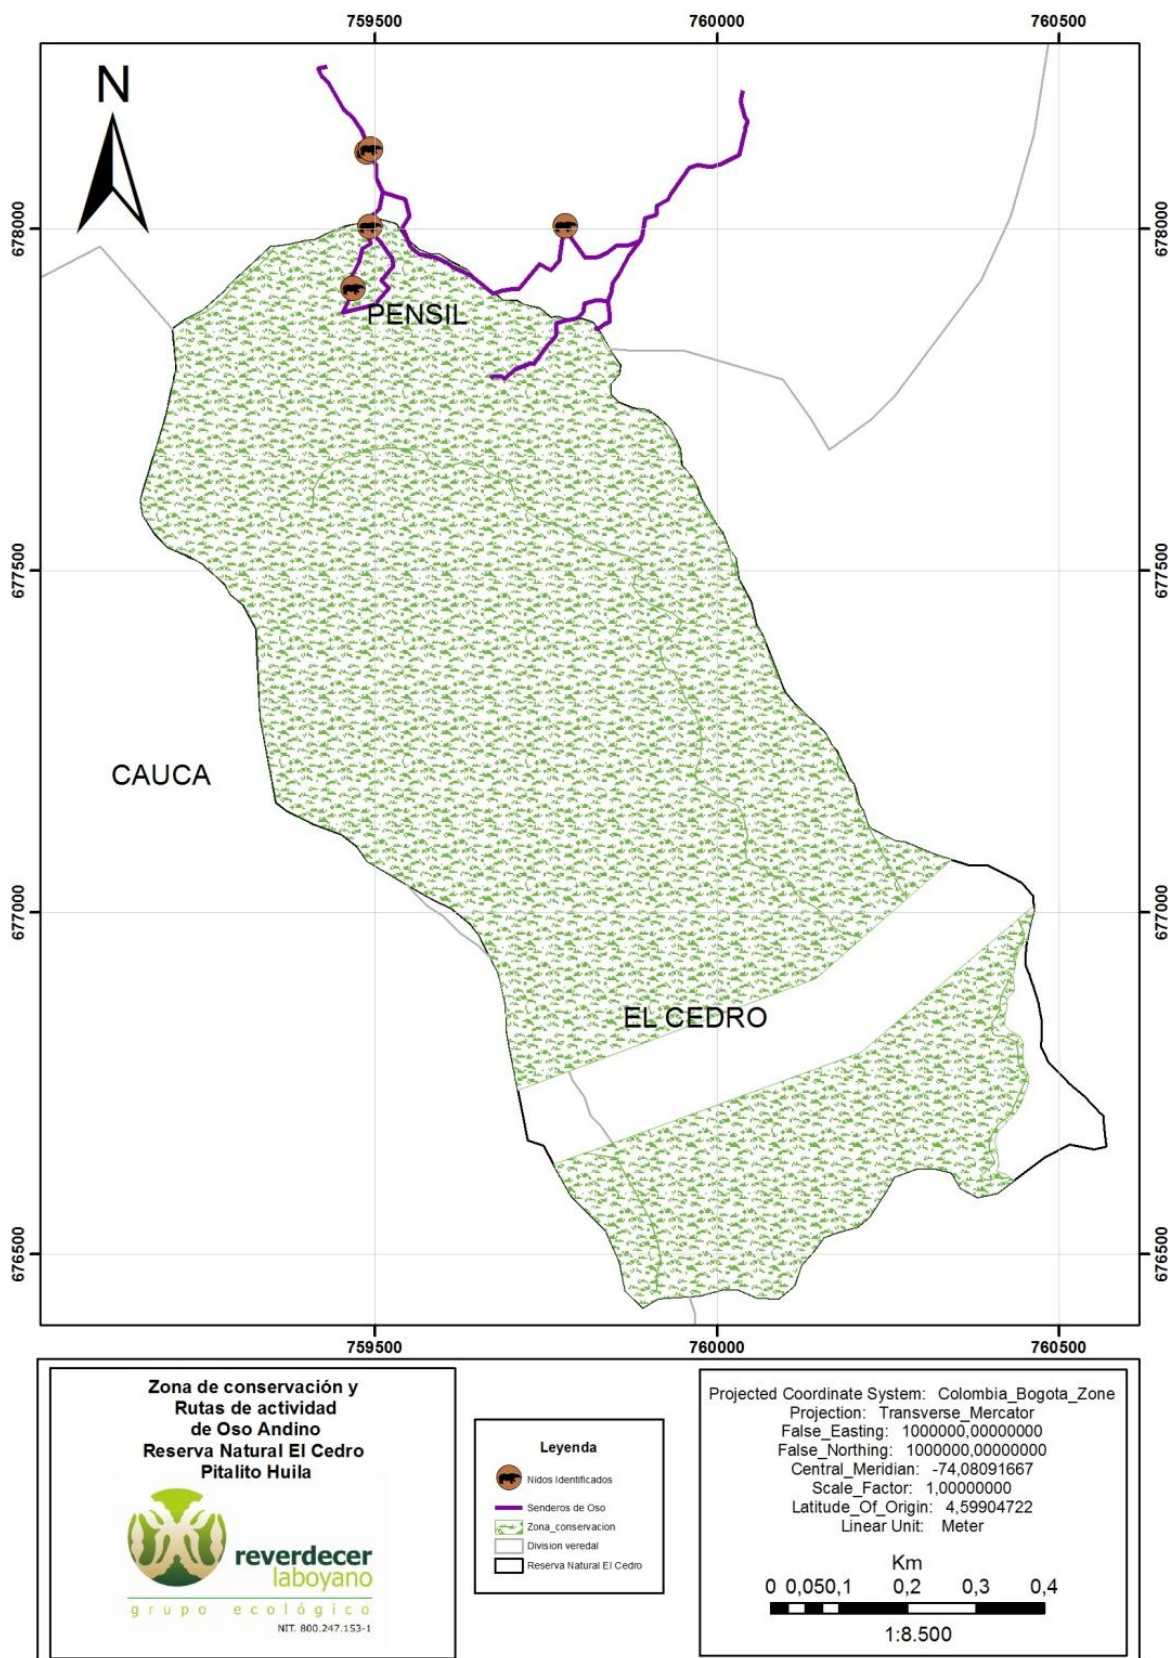 759500
760000
760500
N
678000
678000
PENSIL
677500
677500
CAUCA
677000
677000
EL CEDRO
676500
676500
759500
760000
760500
Zona de conservación y
Rutas de actividad
de Oso Andino
Reserva Natural El Cedro
Pitalito Huila
reverdecer
laboyano
grupo ecológico
NIT. 800.247.153-1
Leyenda
Nidos Identificados
Senderos de Oso
Zona_conservacion
Division veredal
Reserva Natural El Cedro
Projected Coordinate System: Colombia_Bogota_Zone
Projection: Transverse_Mercator
False_Easting: 1000000,00000000
False_Northing: 1000000,00000000
Central_Meridian: -74,08091667
Scale_Factor: 1,00000000
Latitude_Of_Origin: 4,59904722
Linear Unit: Meter
Km
0 0,050,1 0,2 0,3 0,4
1:8.500